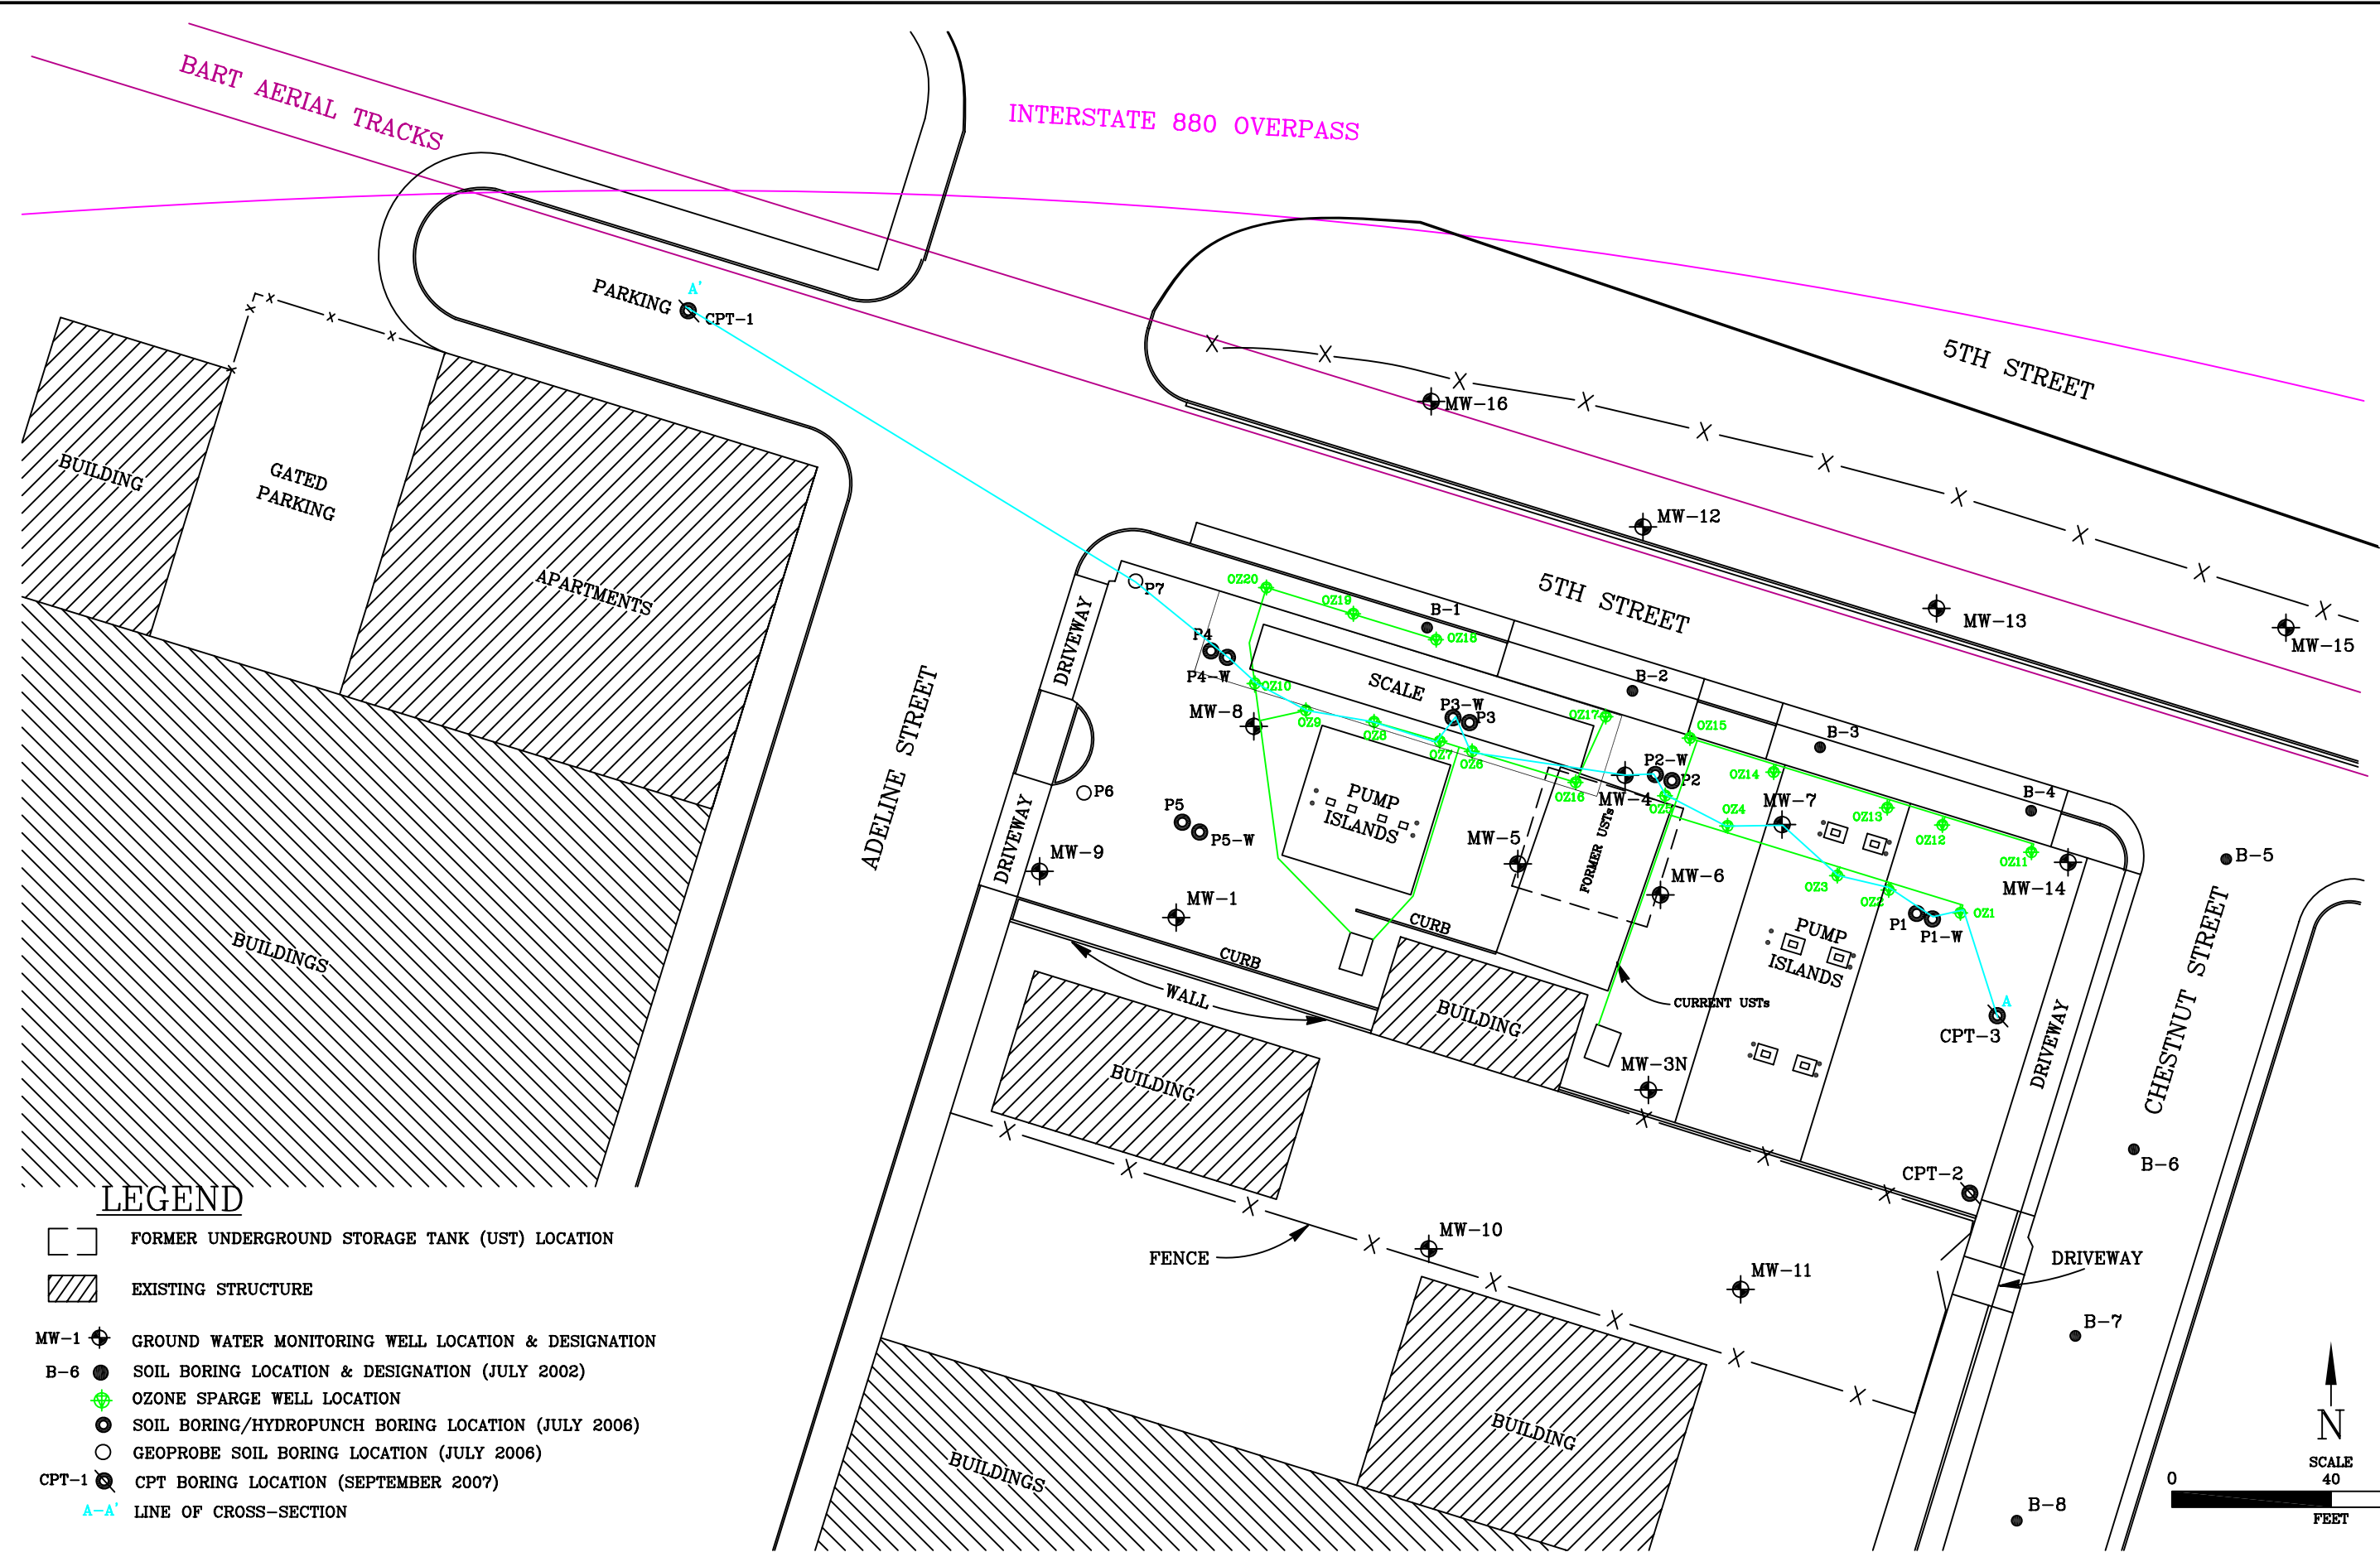 BART AERIAL TRACKS
INTERSTATE 880 OVERPASS
A'
PARKING
CPT-1
5TH STREET
MW-16
BUILDING
GATED
PARKING
APARTMENTS
MW-12
MW-13
MW-15
5TH STREET
P7
OZ20
OZ19
B-1
OZ18
DRIVEWAY
P4
P4-W
OZ10
SCALE
B-2
MW-8
OZ9
OZ8
P3-W
P3
OZ7
OZ6
OZ17
OZ15
B-3
P2-W
P2
OZ14
OZ16
MW-4
OZ5
OZ4
MW-7
OZ13
OZ12
B-4
OZ11
ADELINE STREET
P6
P5
P5-W
PUMP
ISLANDS
MW-5
FORMER USTs
MW-6
OZ3
OZ2
MW-14
B-5
DRIVEWAY
MW-9
MW-1
CURB
P1
P1-W
OZ1
PUMP
ISLANDS
CHESTNUT STREET
BUILDINGS
CURB
WALL
BUILDING
CURRENT USTs
A
CPT-3
DRIVEWAY
BUILDING
MW-3N
B-6
CPT-2
FENCE
MW-10
MW-11
DRIVEWAY
B-7
BUILDINGS
BUILDING
B-8
LEGEND
FORMER UNDERGROUND STORAGE TANK (UST) LOCATION
EXISTING STRUCTURE
MW-1 GROUND WATER MONITORING WELL LOCATION & DESIGNATION
B-6 SOIL BORING LOCATION & DESIGNATION (JULY 2002)
OZONE SPARGE WELL LOCATION
SOIL BORING/HYDROPUNCH BORING LOCATION (JULY 2006)
GEOPROBE SOIL BORING LOCATION (JULY 2006)
CPT-1 CPT BORING LOCATION (SEPTEMBER 2007)
A-A' LINE OF CROSS-SECTION
N
SCALE
0 40
FEET